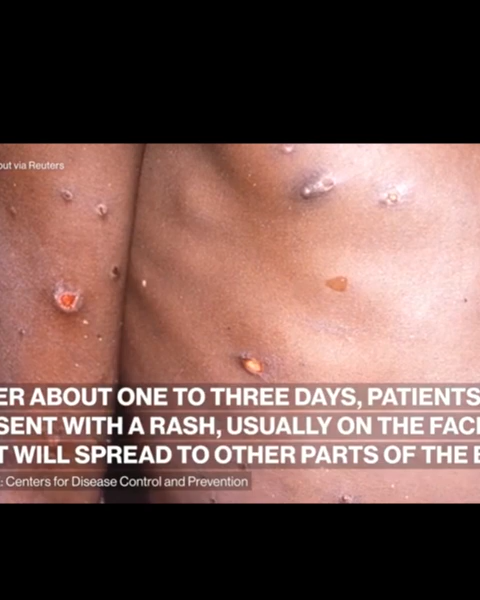 out via Reuters
ER ABOUT ONE TO THREE DAYS, PATIENTS
SENT WITH A RASH, USUALLY ON THE FAC
T WILL SPREAD TO OTHER PARTS OF THE B
: Centers for Disease Control and Prevention